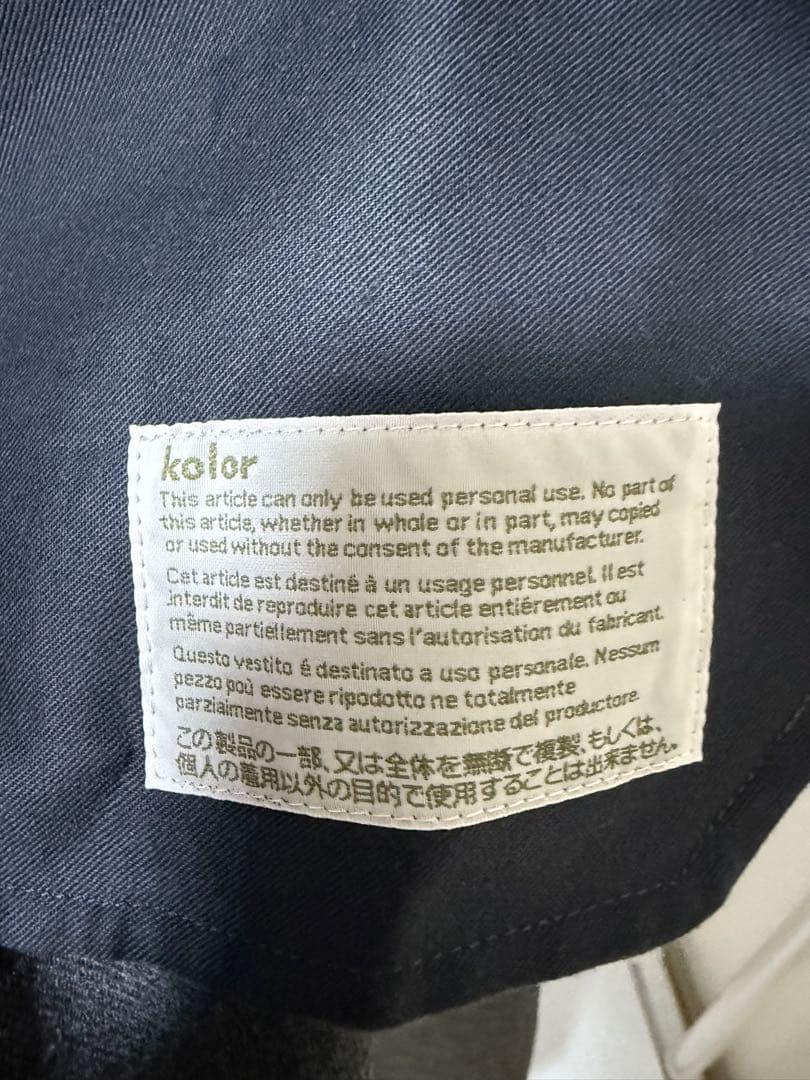 kolor
This article can only be used personal use. No part of
this article, whether in whole or in part, may copied
or used without the consent of the manufacturer.
Cet article est destiné à un usage personnel. Il est
interdit de reproduire cet article entiérement ou
même partiellement sans l'autorisation du fabricant.
Questo vestito é destinato a uso personale. Nessum
pezzo poù essere ripodotto ne totalmente
parziaimente senza autorizzazione del productore.
この製品の一部、又は全体を無断で複製、もしくは、
個人の着用以外の目的で使用することは出来ません。